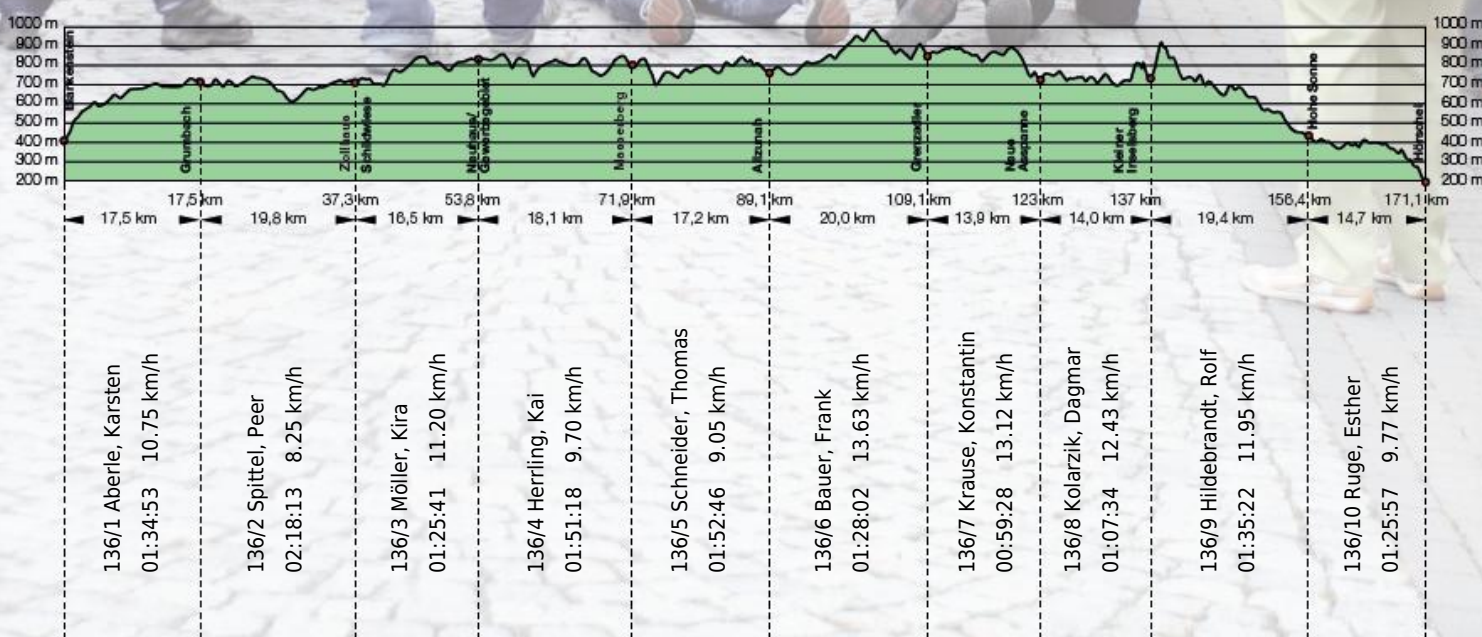 1000 m
900 m
800 m
700 m
600 m
500 m
400 m
300 m
200 m
1000 m
900 m
800 m
700 m
600 m
500 m
400 m
300 m
200 m
Blankenstein
Grumbach
Zollhaus
Schildwiese
Neuhaus/
Masserberg
Allzunah
Grenzadler
Neue
Ausspanne
Kleiner
Inselsberg
Hohe Sonne
Hörschel
17,5 km
37,3 km
53,8 km
71,9 km
89,1 km
109,1 km
123 km
137 km
156,4 km
171,1 km
17,5 km
19,8 km
16,5 km
18,1 km
17,2 km
20,0 km
13,9 km
14,0 km
19,4 km
14,7 km
136/1 Aberle, Karsten
01:34:53 10.75 km/h
136/2 Spittel, Peer
02:18:13 8.25 km/h
136/3 Möller, Kira
01:25:41 11.20 km/h
136/4 Herrling, Kai
01:51:18 9.70 km/h
136/5 Schneider, Thomas
01:52:46 9.05 km/h
136/6 Bauer, Frank
01:28:02 13.63 km/h
136/7 Krause, Konstantin
00:59:28 13.12 km/h
136/8 Kolarzik, Dagmar
01:07:34 12.43 km/h
136/9 Hildebrandt, Rolf
01:35:22 11.95 km/h
136/10 Ruge, Esther
01:25:57 9.77 km/h